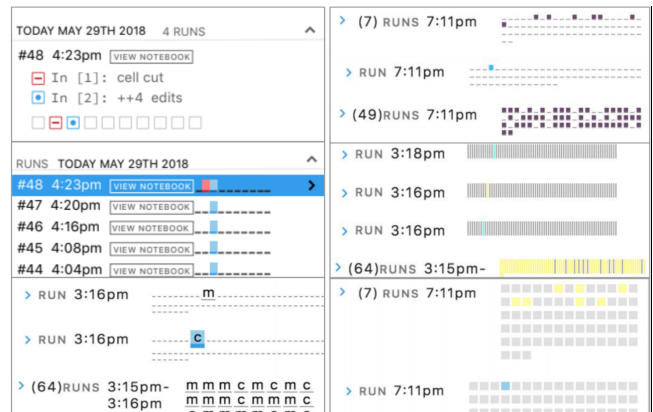 TODAY MAY 29TH 2018 4 RUNS
#48 4:23pm VIEW NOTEBOOK
In [1]: cell cut
In [2]: ++4 edits
RUNS TODAY MAY 29TH 2018
#48 4:23pm VIEW NOTEBOOK
#47 4:20pm VIEW NOTEBOOK
#46 4:16pm VIEW NOTEBOOK
#45 4:08pm VIEW NOTEBOOK
#44 4:04pm VIEW NOTEBOOK
RUN 3:16pm m
RUN 3:16pm c
(64)RUNS 3:15pm- m m m c m c m c
3:16pm m m m c m m m c
(7) RUNS 7:11pm
RUN 7:11pm
(49)RUNS 7:11pm
RUN 3:18pm
RUN 3:16pm
RUN 3:16pm
(64)RUNS 3:15pm-
(7) RUNS 7:11pm
RUN 7:11pm